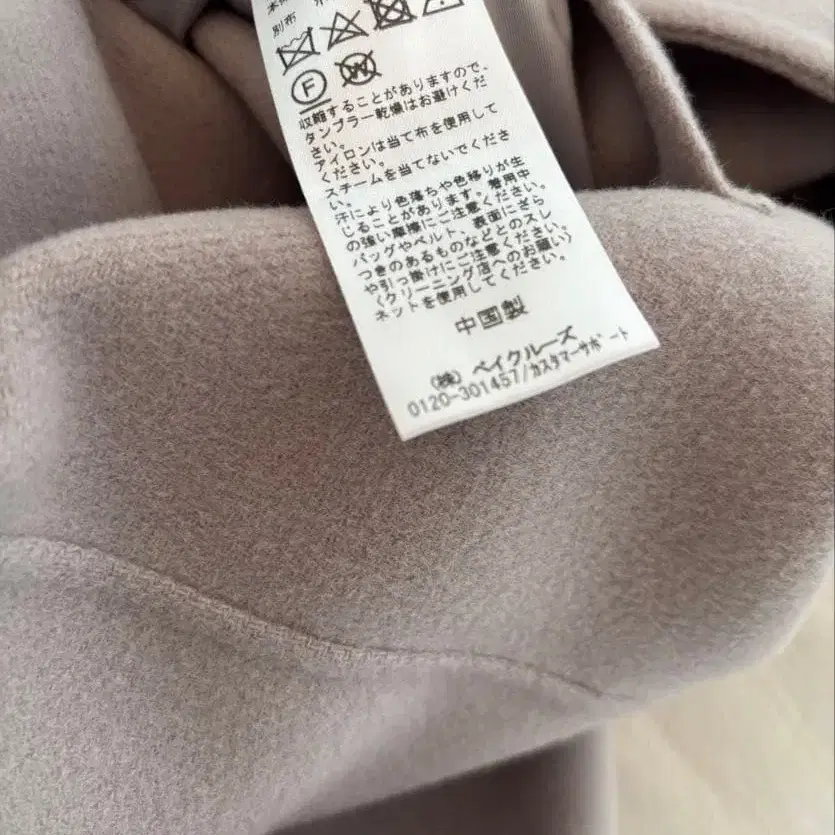 別布
F
W
収縮することがありますので、
タンブラー乾燥はお避けくだ
さい。
アイロンは当て布を使用して
ください。
スチームを当てないでくださ
い。
汗により色落ちや色移りが生
じることがあります。着用中
の強い摩擦にご注意ください。
バッグやベルト、表面にざら
つきのあるものなどとのスレ
や引っ掛けにご注意ください。
くクリーニング店へのお願い〉
ネットを使用してください。
中国製
(株) ベイクルーズ
0120-301457/カスタマーサポート